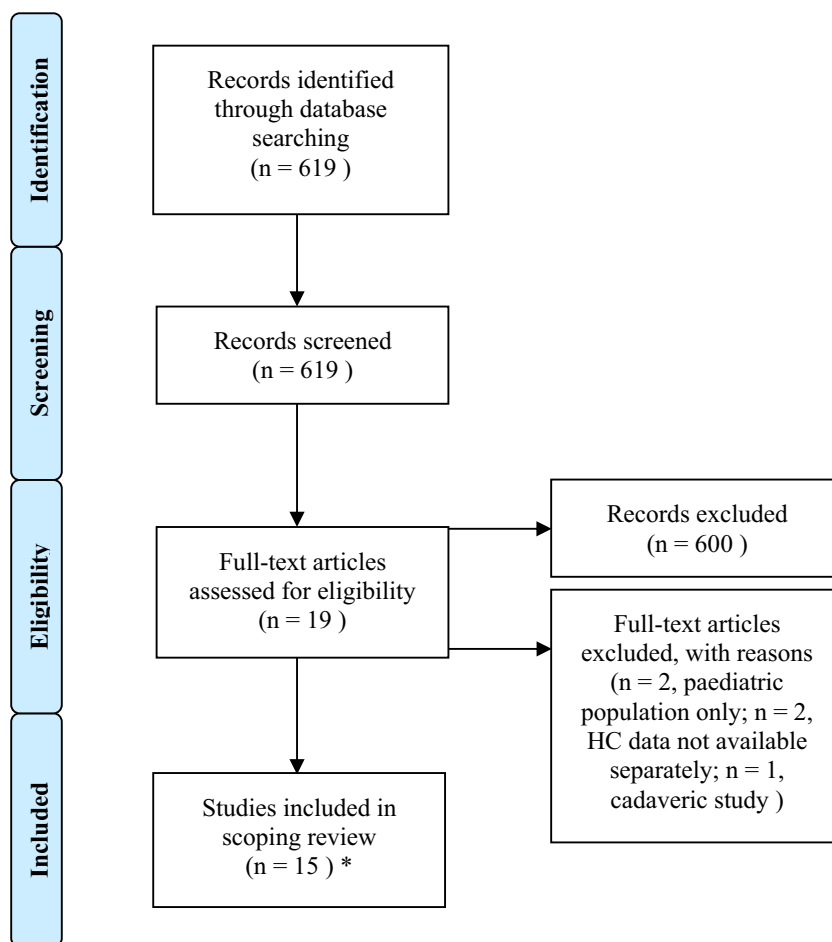 Identification
Records identified
through database
searching
(n = 619 )
Screening
Records screened
(n = 619 )
Eligibility
Full-text articles
assessed for eligibility
(n = 19 )
Records excluded
(n = 600 )
Full-text articles
excluded, with reasons
(n = 2, paediatric
population only; n = 2,
HC data not available
separately; n = 1,
cadaveric study )
Included
Studies included in
scoping review
(n = 15 ) *